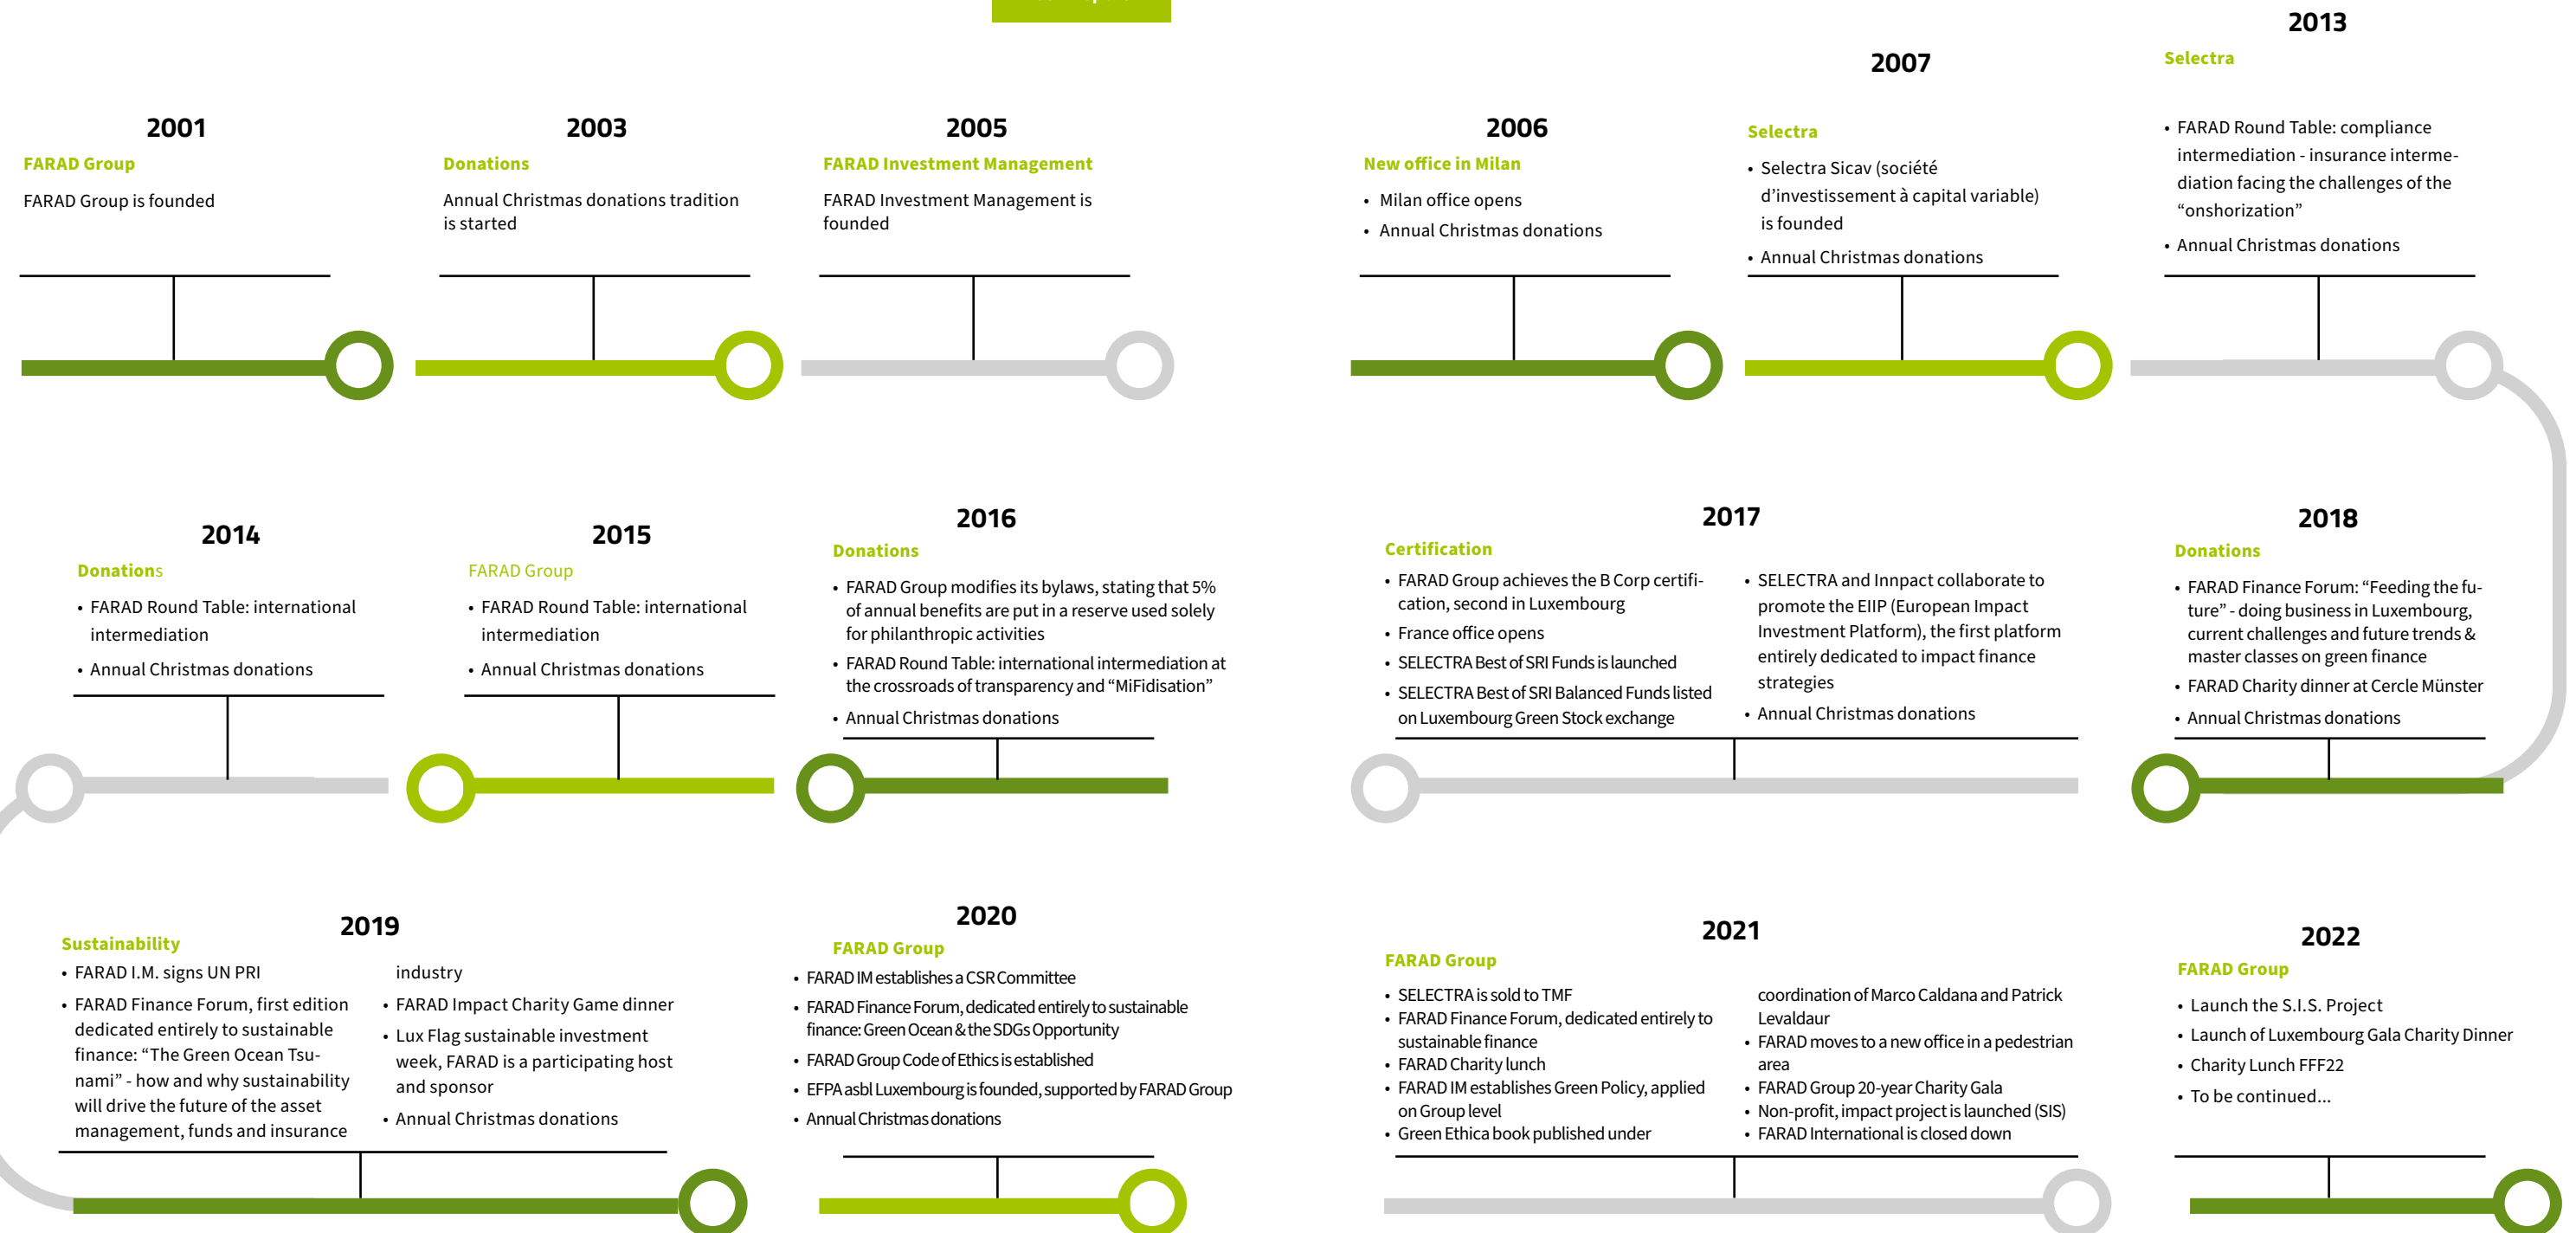 2001
FARAD Group
FARAD Group is founded
2003
Donations
Annual Christmas donations tradition
is started
2005
FARAD Investment Management
FARAD Investment Management is
founded
2006
New office in Milan
• Milan office opens
• Annual Christmas donations
2007
Selectra
• Selectra Sicav (société
d’investissement à capital variable)
is founded
• Annual Christmas donations
2013
Selectra
• FARAD Round Table: compliance
intermediation - insurance interme-
diation facing the challenges of the
“onshorization”
• Annual Christmas donations
2014
Donations
• FARAD Round Table: international
intermediation
• Annual Christmas donations
2015
FARAD Group
• FARAD Round Table: international
intermediation
• Annual Christmas donations
2016
Donations
• FARAD Group modifies its bylaws, stating that 5%
of annual benefits are put in a reserve used solely
for philanthropic activities
• FARAD Round Table: international intermediation at
the crossroads of transparency and “MiFidisation”
• Annual Christmas donations
2017
Certification
• FARAD Group achieves the B Corp certifi-
cation, second in Luxembourg
• France office opens
• SELECTRA Best of SRI Funds is launched
• SELECTRA Best of SRI Balanced Funds listed
on Luxembourg Green Stock exchange
• SELECTRA and Innpact collaborate to
promote the EIIP (European Impact
Investment Platform), the first platform
entirely dedicated to impact finance
strategies
• Annual Christmas donations
2018
Donations
• FARAD Finance Forum: “Feeding the fu-
ture” - doing business in Luxembourg,
current challenges and future trends &
master classes on green finance
• FARAD Charity dinner at Cercle Münster
• Annual Christmas donations
2019
Sustainability
• FARAD I.M. signs UN PRI
• FARAD Finance Forum, first edition
dedicated entirely to sustainable
finance: “The Green Ocean Tsu-
nami” - how and why sustainability
will drive the future of the asset
management, funds and insurance
industry
• FARAD Impact Charity Game dinner
• Lux Flag sustainable investment
week, FARAD is a participating host
and sponsor
• Annual Christmas donations
2020
FARAD Group
• FARAD IM establishes a CSR Committee
• FARAD Finance Forum, dedicated entirely to sustainable
finance: Green Ocean & the SDGs Opportunity
• FARAD Group Code of Ethics is established
• EFPA asbl Luxembourg is founded, supported by FARAD Group
• Annual Christmas donations
2021
FARAD Group
• SELECTRA is sold to TMF
• FARAD Finance Forum, dedicated entirely to
sustainable finance
• FARAD Charity lunch
• FARAD IM establishes Green Policy, applied
on Group level
• Green Ethica book published under
coordination of Marco Caldana and Patrick
Levaldaur
• FARAD moves to a new office in a pedestrian
area
• FARAD Group 20-year Charity Gala
• Non-profit, impact project is launched (SIS)
• FARAD International is closed down
2022
FARAD Group
• Launch the S.I.S. Project
• Launch of Luxembourg Gala Charity Dinner
• Charity Lunch FFF22
• To be continued...